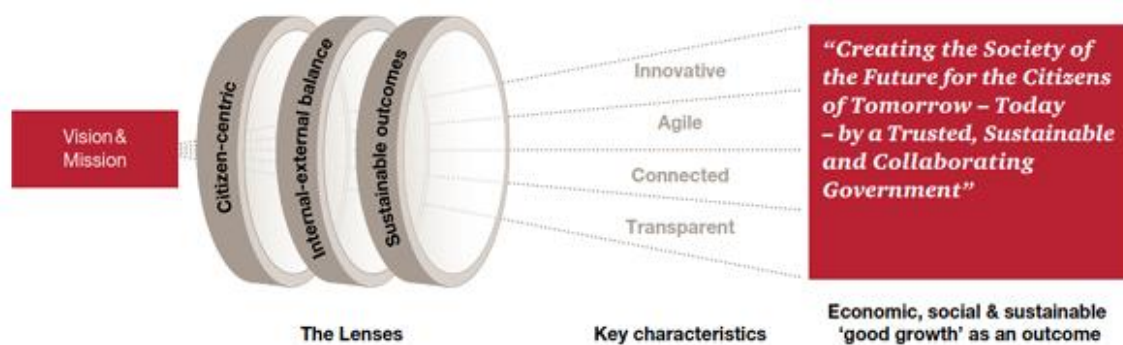 Vision &
Mission
Citizen-centric
Internal-external balance
Sustainable outcomes
Innovative
Agile
Connected
Transparent
“Creating the Society of
the Future for the Citizens
of Tomorrow – Today
– by a Trusted, Sustainable
and Collaborating
Government”
The Lenses
Key characteristics
Economic, social & sustainable
‘good growth’ as an outcome